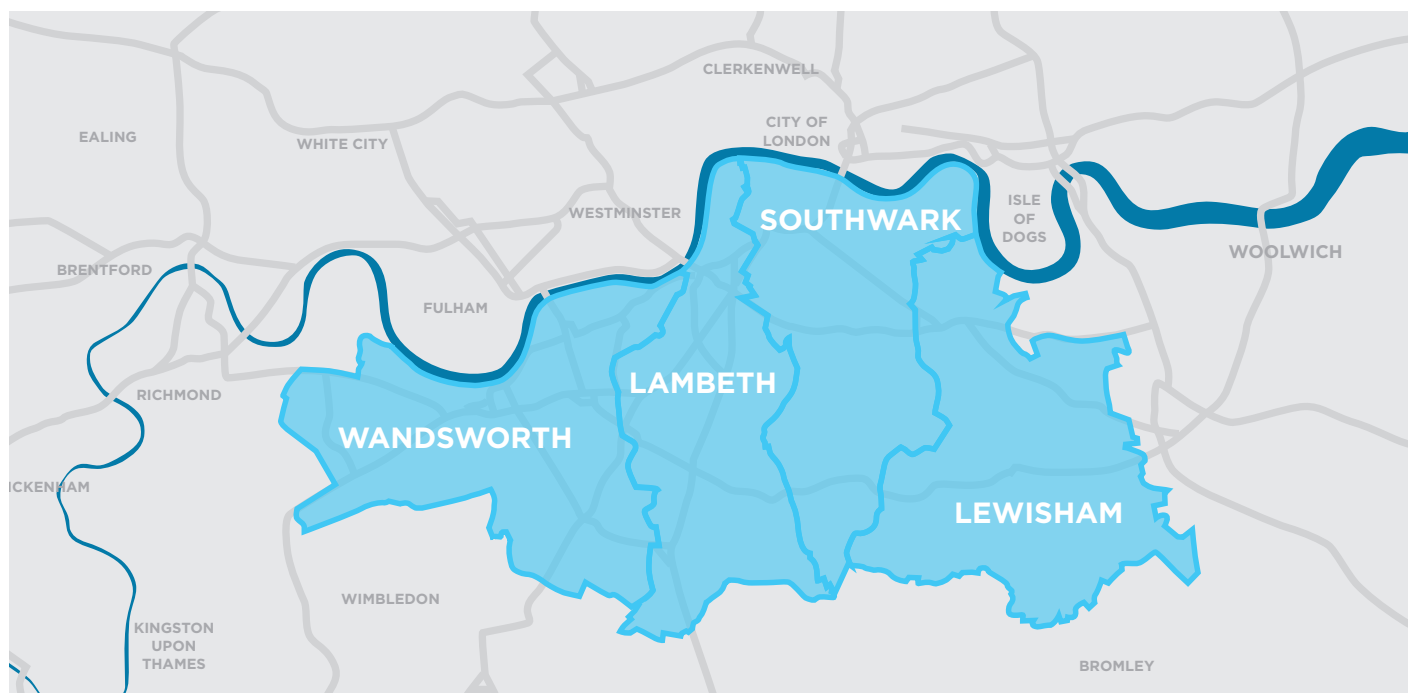 CLERKENWELL
EALING
WHITE CITY
CITY OF
LONDON
WESTMINSTER
SOUTHWARK
ISLE
OF
DOGS
WOOLWICH
BRENTFORD
FULHAM
LAMBETH
RICHMOND
WANDSWORTH
ICKENHAM
LEWISHAM
WIMBLEDON
KINGSTON
UPON
THAMES
BROMLEY